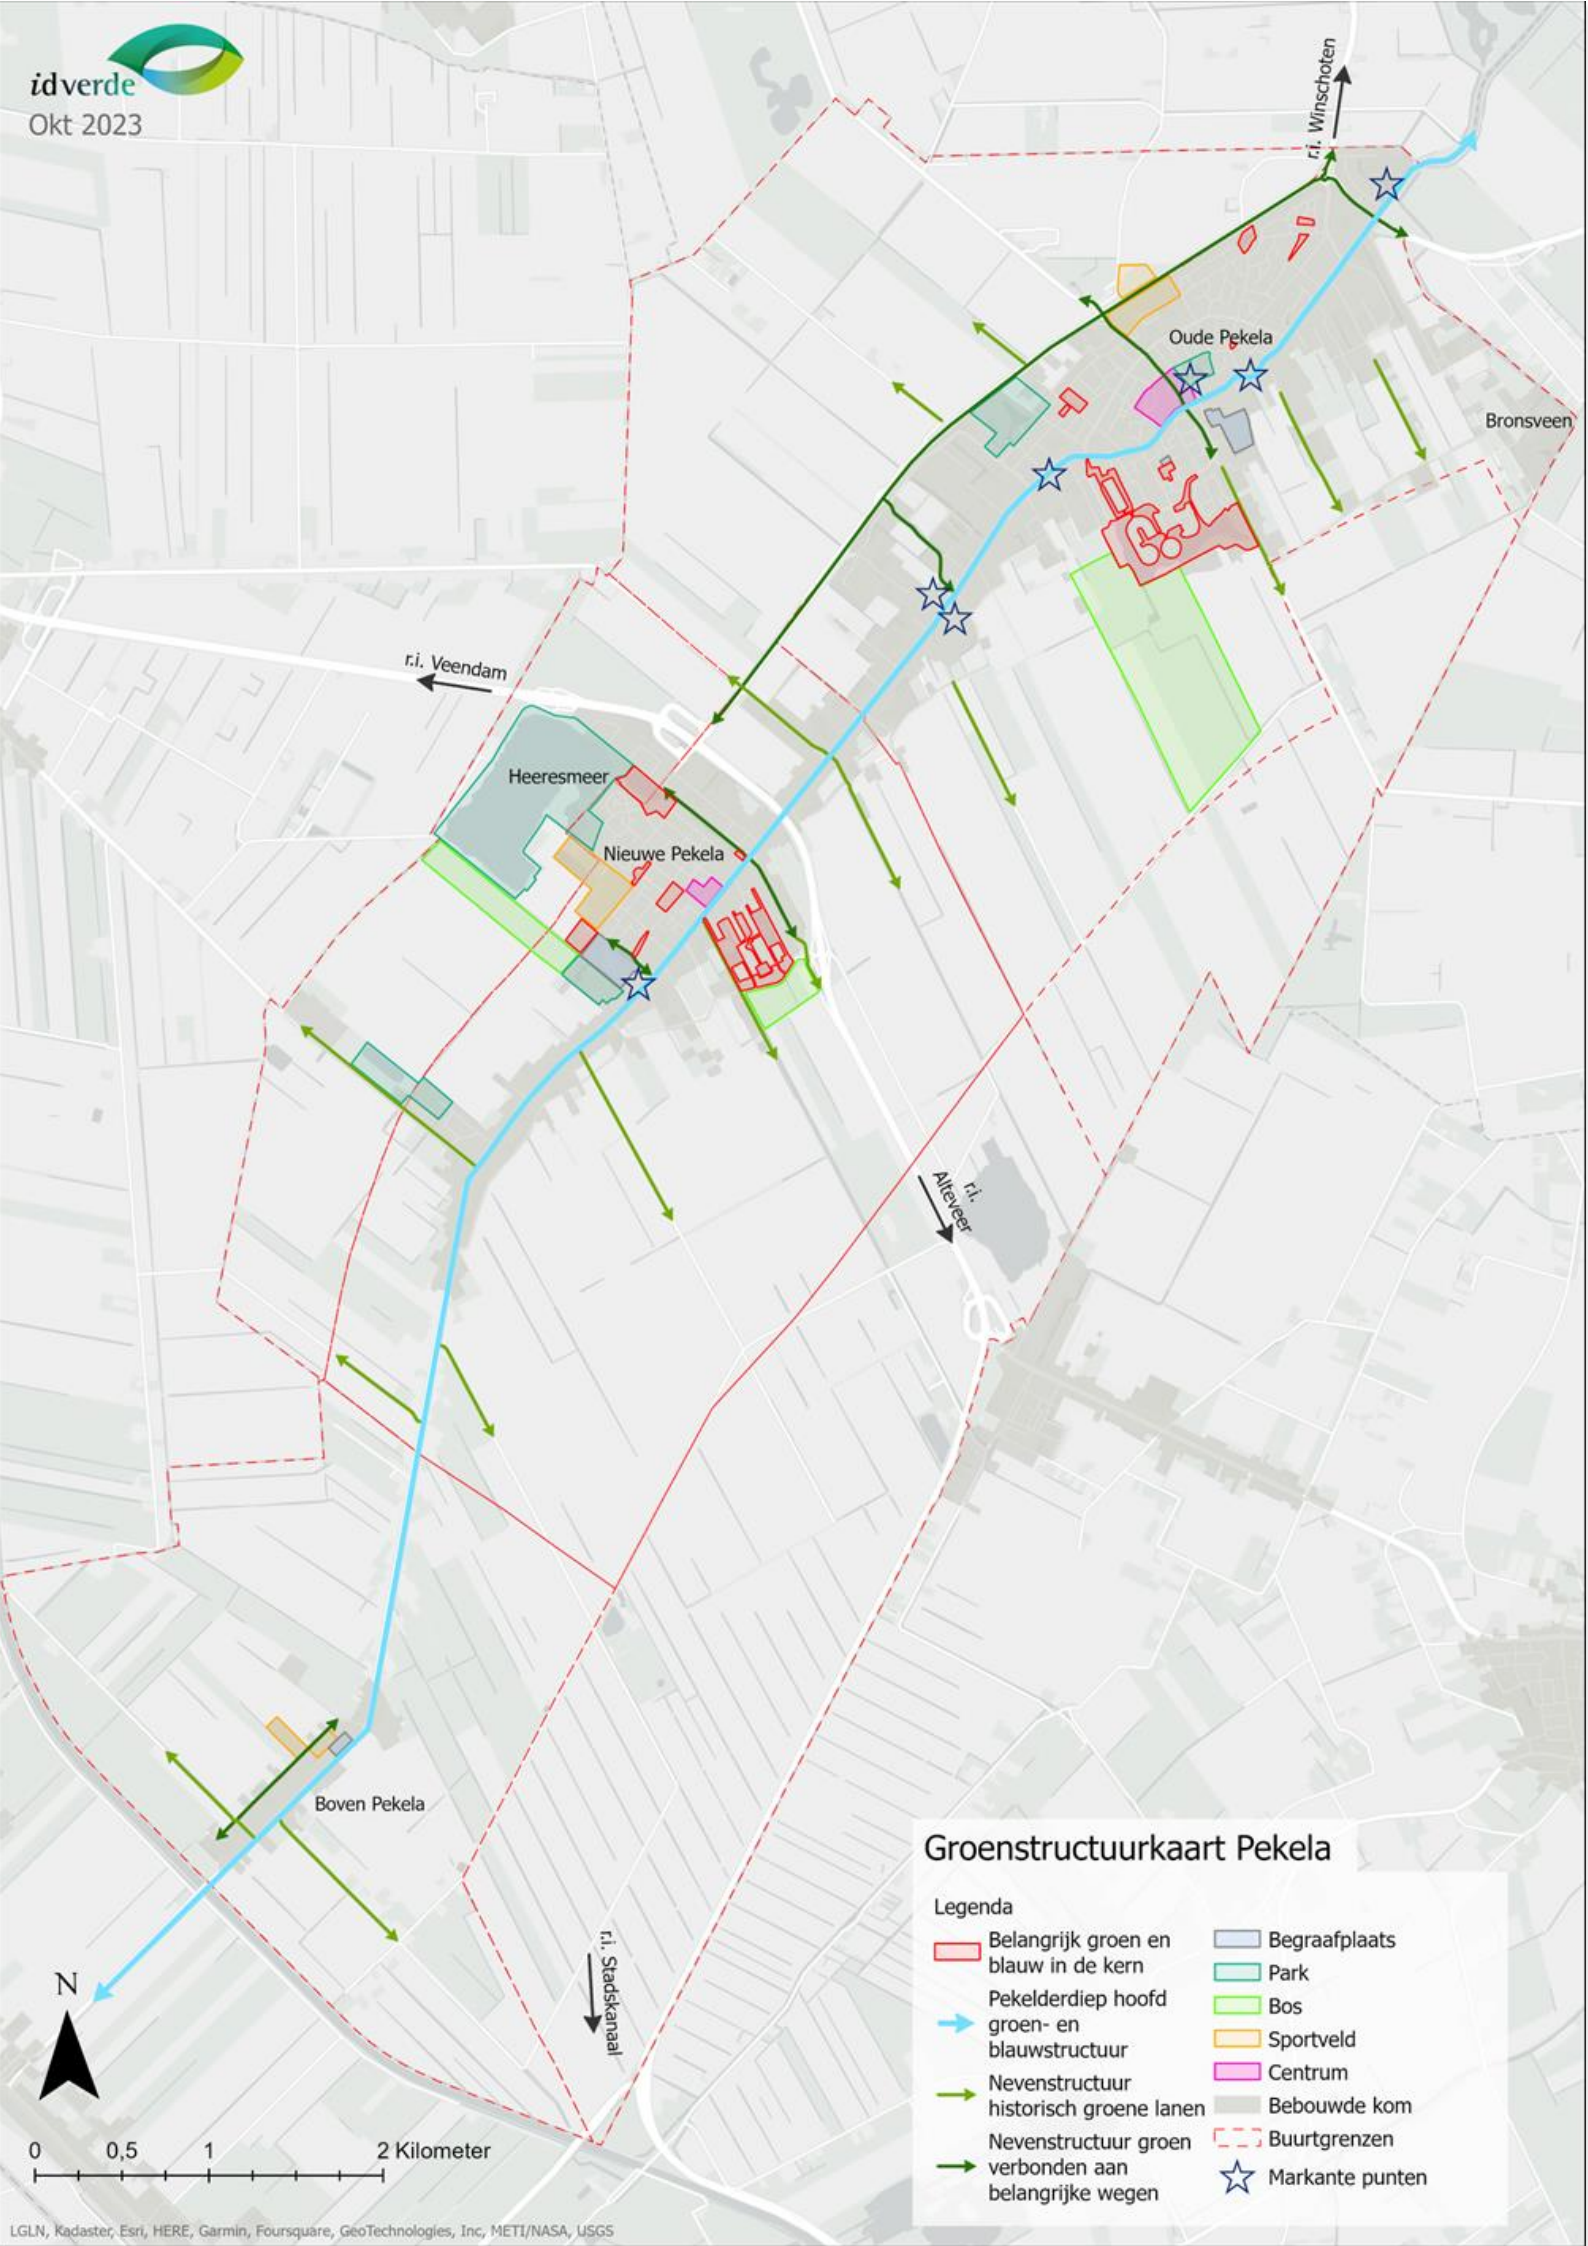 idverde
Okt 2023
r.i. Winschoten
Oude Pekela
Bronsveen
r.i. Veendam
Heeresmeer
Nieuwe Pekela
r.i.
Alteveer
Boven Pekela
r.i. Stadskanaal
N
0 0,5 1 2 Kilometer
Groenstructuurkaart Pekela
Legenda
Belangrijk groen en
blauw in de kern
Pekelderdiep hoofd
groen- en
blauwstructuur
Nevenstructuur
historisch groene lanen
Nevenstructuur groen
verbonden aan
belangrijke wegen
Begraafplaats
Park
Bos
Sportveld
Centrum
Bebouwde kom
Buurtgrenzen
Markante punten
LGLN, Kadaster, Esri, HERE, Garmin, Foursquare, GeoTechnologies, Inc, METI/NASA, USGS